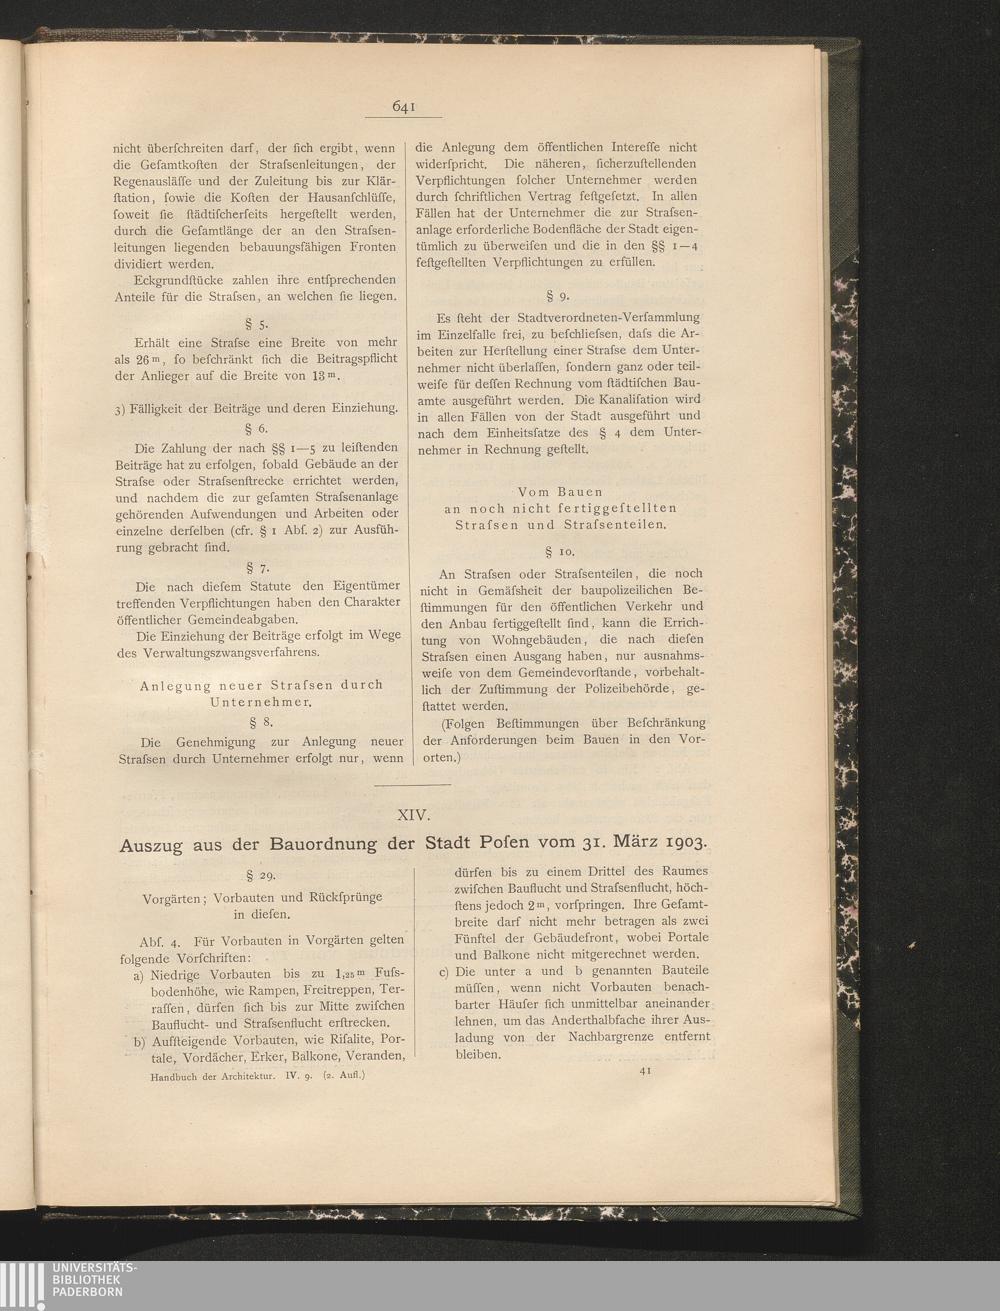 641
nicht überſchreiten darf, der ſich ergibt, wenn
die Geſamtkoſten der Straſsenleitungen, der
Regenausläſſe und der Zuleitung bis zur Klär-
ſtation, ſowie die Koſten der Hausanſchlüſſe,
ſoweit ſie ſtädtiſcherſeits hergeſtellt werden,
durch die Geſamtlänge der an den Straſsen-
leitungen liegenden bebauungsfähigen Fronten
dividiert werden.
Eckgrundſtücke zahlen ihre entſprechenden
Anteile für die Straſsen, an welchen ſie liegen.
§ 5.
Erhält eine Straſse eine Breite von mehr
als 26 m, ſo beſchränkt ſich die Beitragspflicht
der Anlieger auf die Breite von 13 m.
3) Fälligkeit der Beiträge und deren Einziehung.
§ 6.
Die Zahlung der nach §§ 1—5 zu leiſtenden
Beiträge hat zu erfolgen, ſobald Gebäude an der
Straſse oder Straſsenſtrecke errichtet werden,
und nachdem die zur geſamten Straſsenanlage
gehörenden Aufwendungen und Arbeiten oder
einzelne derſelben (cfr. § 1 Abſ. 2) zur Ausfüh-
rung gebracht ſind.
§ 7.
Die nach dieſem Statute den Eigentümer
treffenden Verpflichtungen haben den Charakter
öffentlicher Gemeindeabgaben.
Die Einziehung der Beiträge erfolgt im Wege
des Verwaltungszwangsverfahrens.
Anlegung neuer Straſsen durch
Unternehmer.
§ 8.
Die Genehmigung zur Anlegung neuer
Straſsen durch Unternehmer erfolgt nur, wenn
die Anlegung dem öffentlichen Intereſſe nicht
widerſpricht. Die näheren, ſicherzuſtellenden
Verpflichtungen ſolcher Unternehmer werden
durch ſchriftlichen Vertrag feſtgeſetzt. In allen
Fällen hat der Unternehmer die zur Straſsen-
anlage erforderliche Bodenfläche der Stadt eigen-
tümlich zu überweiſen und die in den §§ 1—4
feſtgeſtellten Verpflichtungen zu erfüllen.
§ 9.
Es ſteht der Stadtverordneten-Verſammlung
im Einzelfalle frei, zu beſchlieſsen, daſs die Ar-
beiten zur Herſtellung einer Straſse dem Unter-
nehmer nicht überlaſſen, ſondern ganz oder teil-
weiſe für deſſen Rechnung vom ſtädtiſchen Bau-
amte ausgeführt werden. Die Kanaliſation wird
in allen Fällen von der Stadt ausgeführt und
nach dem Einheitsſatze des § 4 dem Unter-
nehmer in Rechnung geſtellt.
Vom Bauen
an noch nicht fertiggeſtellten
Straſsen und Straſsenteilen.
§ 10.
An Straſsen oder Straſsenteilen, die noch
nicht in Gemäſsheit der baupolizeilichen Be-
ſtimmungen für den öffentlichen Verkehr und
den Anbau fertiggeſtellt ſind, kann die Errich-
tung von Wohngebäuden, die nach dieſen
Straſsen einen Ausgang haben, nur ausnahms-
weiſe von dem Gemeindevorſtande, vorbehalt-
lich der Zuſtimmung der Polizeibehörde, ge-
ſtattet werden.
(Folgen Beſtimmungen über Beſchränkung
der Anforderungen beim Bauen in den Vor-
orten.)
XIV.
Auszug aus der Bauordnung der Stadt Poſen vom 31. März 1903.
§ 29.
Vorgärten; Vorbauten und Rückſprünge
in dieſen.
Abſ. 4. Für Vorbauten in Vorgärten gelten
folgende Vorſchriften:
a) Niedrige Vorbauten bis zu 1,25 m Fuſs-
bodenhöhe, wie Rampen, Freitreppen, Ter-
raſſen, dürfen ſich bis zur Mitte zwiſchen
Bauflucht- und Straſsenflucht erſtrecken.
b) Aufſteigende Vorbauten, wie Riſalite, Por-
tale, Vordächer, Erker, Balkone, Veranden,
dürfen bis zu einem Drittel des Raumes
zwiſchen Bauflucht und Straſsenflucht, höch-
ſtens jedoch 2 m, vorſpringen. Ihre Geſamt-
breite darf nicht mehr betragen als zwei
Fünftel der Gebäudefront, wobei Portale
und Balkone nicht mitgerechnet werden.
c) Die unter a und b genannten Bauteile
müſſen, wenn nicht Vorbauten benach-
barter Häuſer ſich unmittelbar aneinander
lehnen, um das Anderthalbfache ihrer Aus-
ladung von der Nachbargrenze entfernt
bleiben.
Handbuch der Architektur. IV. 9. (2. Aufl.)
41
UNIVERSITÄTS-
BIBLIOTHEK
PADERBORN